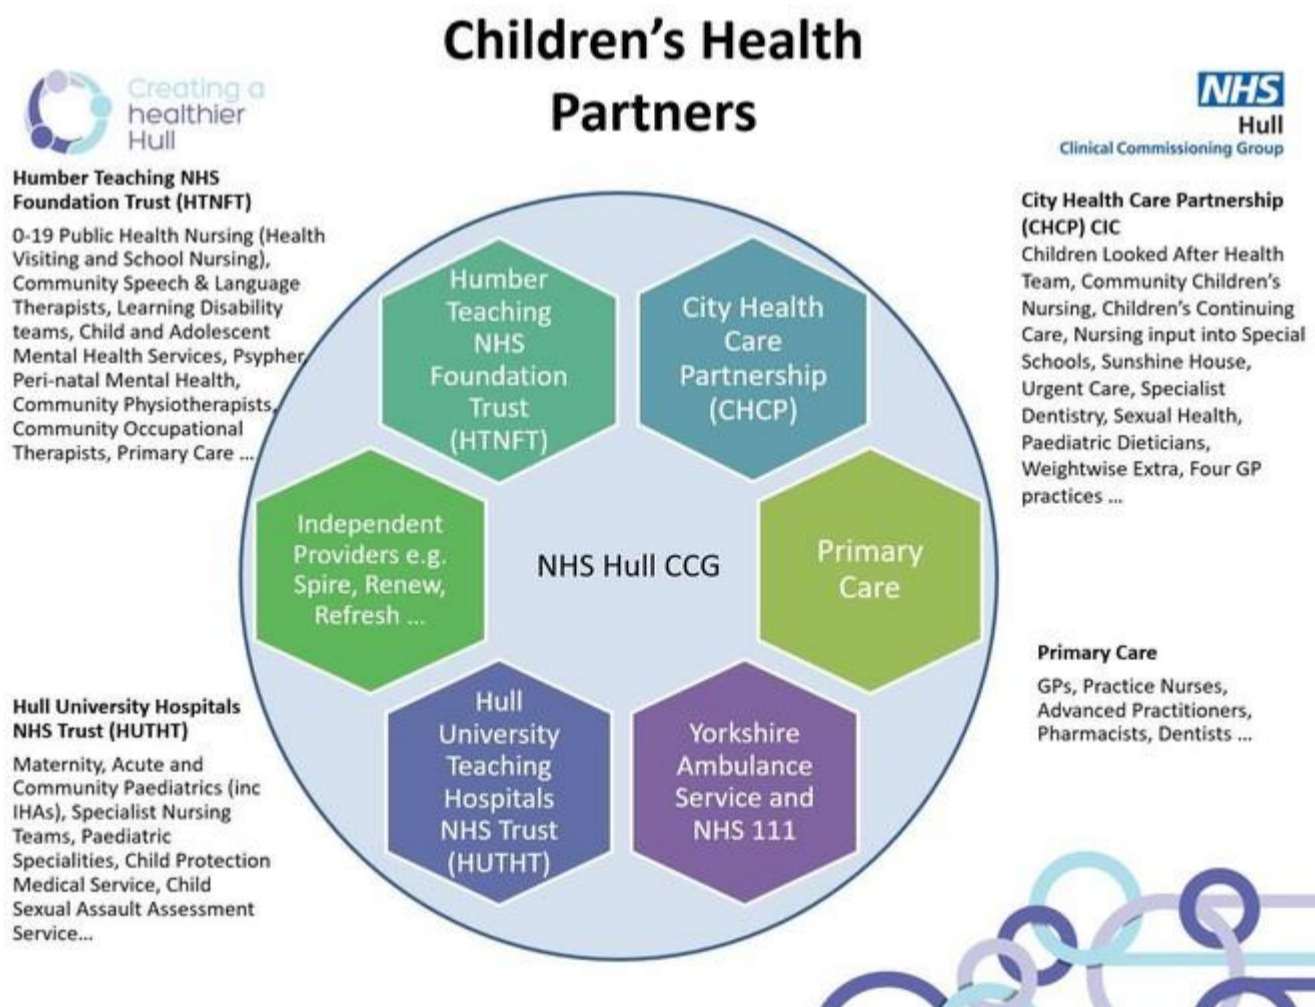 Children's Health
Partners
Creating a
healthier
Hull
NHS
Hull
Clinical Commissioning Group
Humber Teaching NHS
Foundation Trust (HTNFT)
0-19 Public Health Nursing (Health
Visiting and School Nursing),
Community Speech & Language
Therapists, Learning Disability
teams, Child and Adolescent
Mental Health Services, Psypher,
Peri-natal Mental Health,
Community Physiotherapists,
Community Occupational
Therapists, Primary Care ...
Humber
Teaching
NHS
Foundation
Trust
(HTNFT)
City Health
Care
Partnership
(CHCP)
City Health Care Partnership
(CHCP) CIC
Children Looked After Health
Team, Community Children's
Nursing, Children's Continuing
Care, Nursing input into Special
Schools, Sunshine House,
Urgent Care, Specialist
Dentistry, Sexual Health,
Paediatric Dieticians,
Weightwise Extra, Four GP
practices ...
Independent
Providers e.g.
Spire, Renew,
Refresh ...
NHS Hull CCG
Primary
Care
Primary Care
GPs, Practice Nurses,
Advanced Practitioners,
Pharmacists, Dentists ...
Hull University Hospitals
NHS Trust (HUTHT)
Maternity, Acute and
Community Paediatrics (inc
IHAs), Specialist Nursing
Teams, Paediatric
Specialities, Child Protection
Medical Service, Child
Sexual Assault Assessment
Service...
Hull
University
Teaching
Hospitals
NHS Trust
(HUTHT)
Yorkshire
Ambulance
Service and
NHS 111